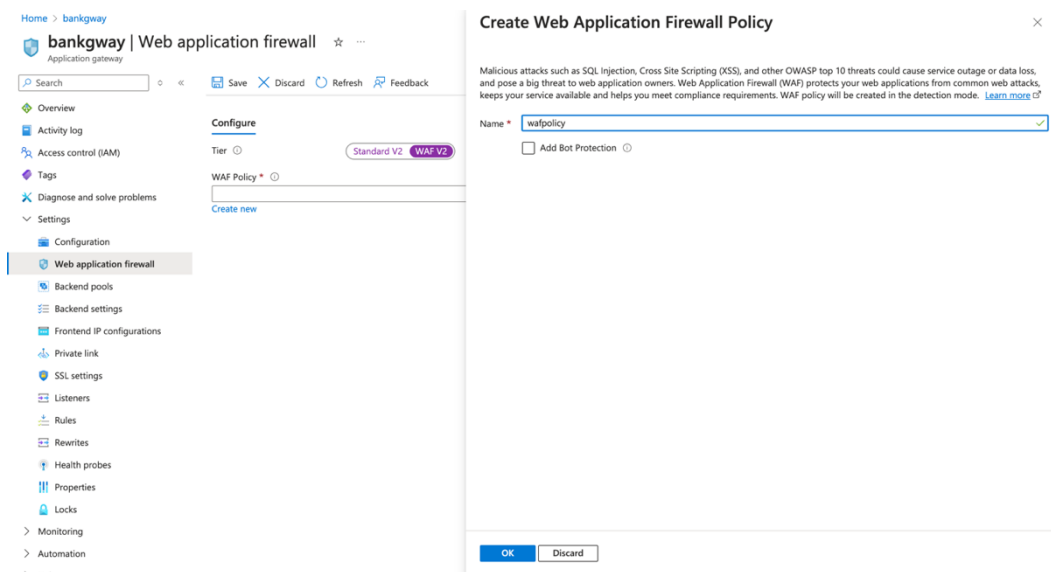 Home > bankgway
bankgway | Web application firewall ☆ ...
Application gateway
Search
Overview
Activity log
Access control (IAM)
Tags
Diagnose and solve problems
Settings
Configuration
Web application firewall
Backend pools
Backend settings
Frontend IP configurations
Private link
SSL settings
Listeners
Rules
Rewrites
Health probes
Properties
Locks
Monitoring
Automation
Save Discard Refresh Feedback
Configure
Tier Standard V2 WAF V2
WAF Policy *
Create new
Create Web Application Firewall Policy
Malicious attacks such as SQL Injection, Cross Site Scripting (XSS), and other OWASP top 10 threats could cause service outage or data loss,
and pose a big threat to web application owners. Web Application Firewall (WAF) protects your web applications from common web attacks,
keeps your service available and helps you meet compliance requirements. WAF policy will be created in the detection mode. Learn more
Name * wafpolicy
Add Bot Protection
OK Discard